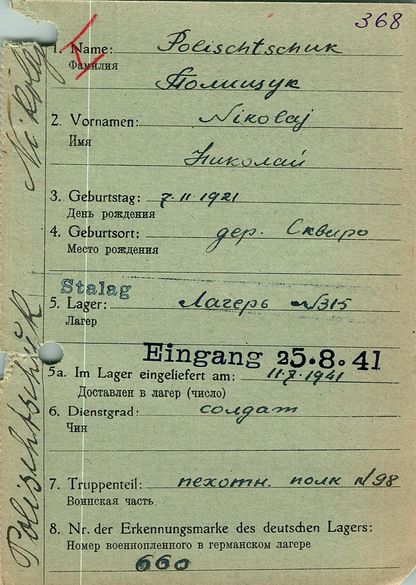 368
1. Name: Polischtschuk
Фамилия
Полищук
2. Vornamen: Nikolaj
Имя
Николай
3. Geburtstag: 7.II.1921
День рождения
4. Geburtsort: дер. Сквиро
Место рождения
Stalag
5. Lager: Лагерь №315
Лагерь
Eingang 25.8.41
5a. Im Lager eingeliefert am: 11.7.1941
Доставлен в лагер (число)
6. Dienstgrad: солдат
Чин
7. Truppenteil: пехотн. полк №98
Воинская часть
8. Nr. der Erkennungsmarke des deutschen Lagers:
Номер военнопленного в германском лагере
660
Polischtschuk Nikolaj